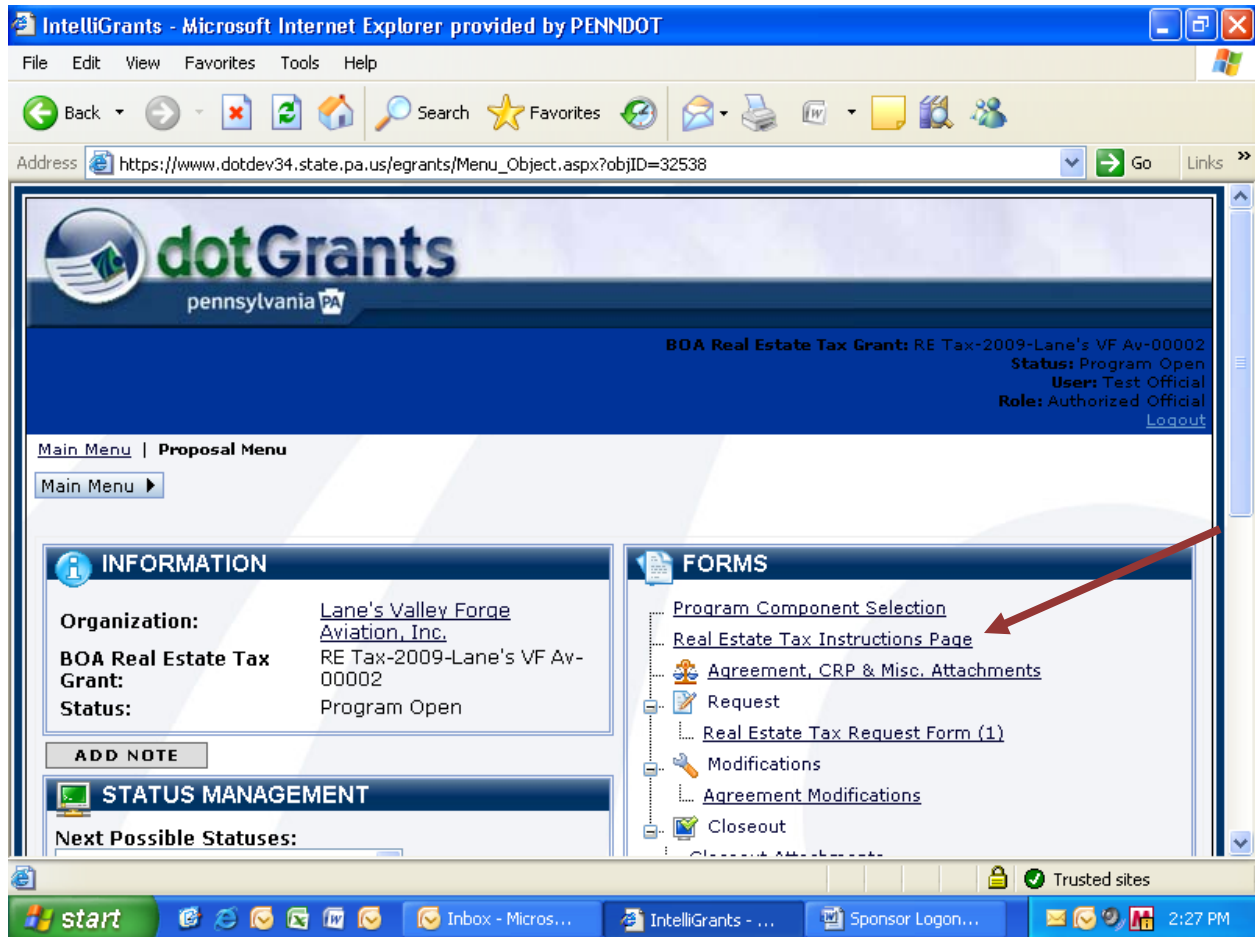 IntelliGrants - Microsoft Internet Explorer provided by PENNDOT
File Edit View Favorites Tools Help
Back Search Favorites
Address https://www.dotdev34.state.pa.us/egrants/Menu_Object.aspx?objID=32538 Go Links »
dotGrants
pennsylvania PA
BOA Real Estate Tax Grant: RE Tax-2009-Lane's VF Av-00002
Status: Program Open
User: Test Official
Role: Authorized Official
Logout
Main Menu | Proposal Menu
Main Menu
INFORMATION
Organization: Lane's Valley Forge Aviation, Inc.
BOA Real Estate Tax Grant: RE Tax-2009-Lane's VF Av-00002
Status: Program Open
ADD NOTE
STATUS MANAGEMENT
Next Possible Statuses:
FORMS
Program Component Selection
Real Estate Tax Instructions Page
Agreement, CRP & Misc. Attachments
Request
Real Estate Tax Request Form (1)
Modifications
Agreement Modifications
Closeout
Trusted sites
start Inbox - Micros... IntelliGrants - ... Sponsor Logon... 2:27 PM